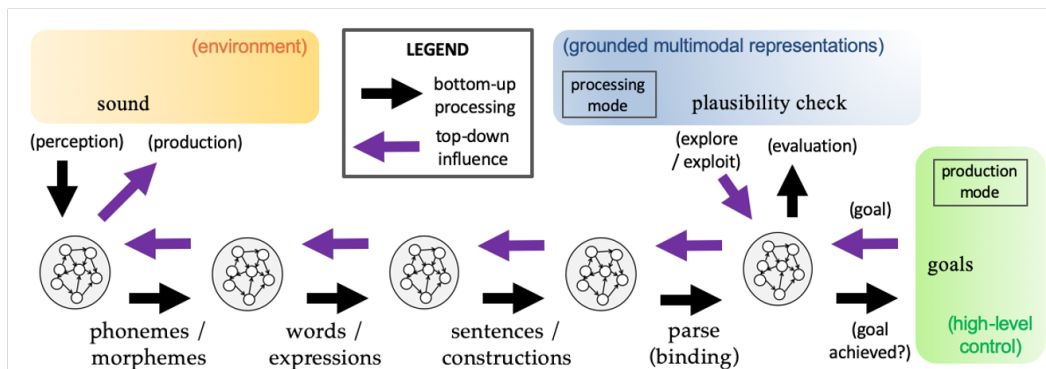 (environment)
sound
(perception)
(production)
LEGEND
bottom-up
processing
top-down
influence
(grounded multimodal representations)
processing
mode
plausibility check
(explore
/ exploit)
(evaluation)
production
mode
(goal)
goals
(goal
achieved?)
(high-level
control)
phonemes /
morphemes
words /
expressions
sentences /
constructions
parse
(binding)